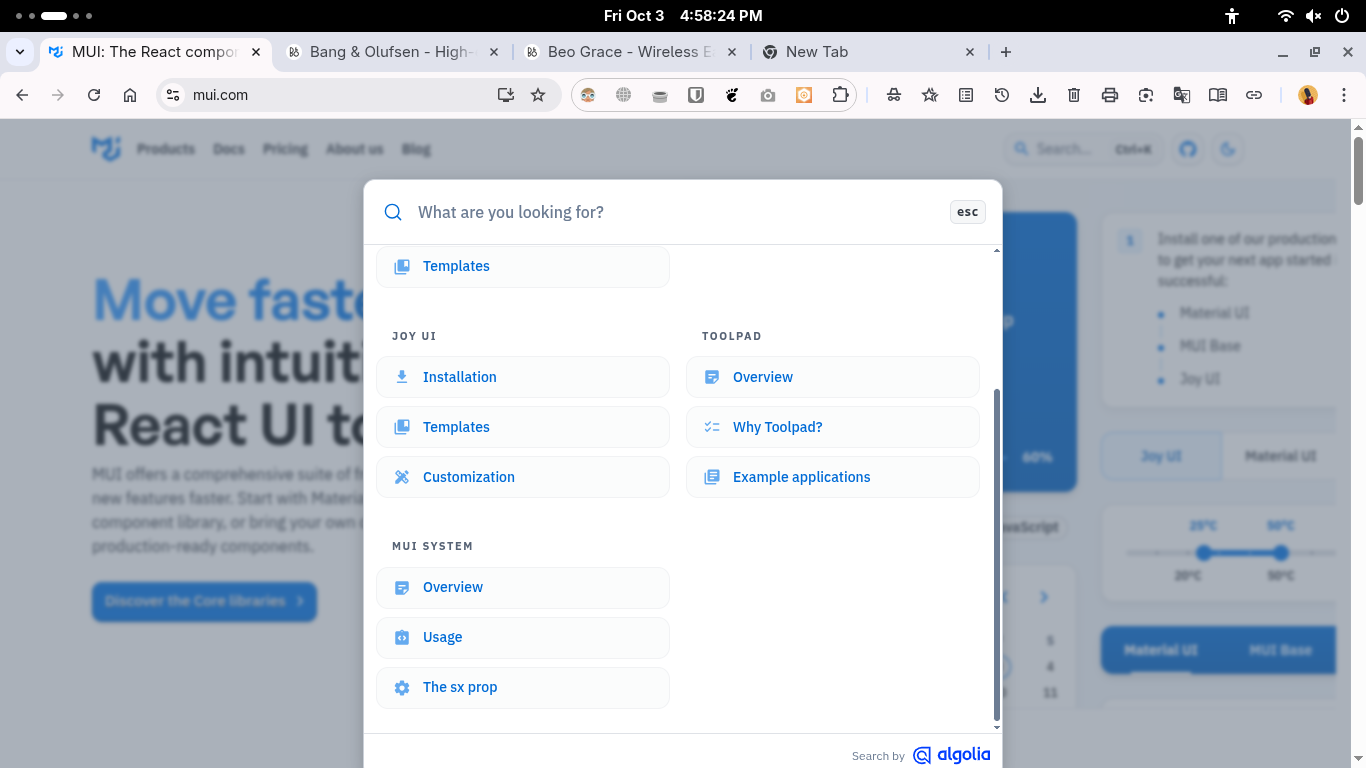 Fri Oct 3 4:58:24 PM
MUI: The React compo
Bang & Olufsen - High-
Beo Grace - Wireless E
New Tab
mui.com
Products Docs Pricing About us Blog
Search... Ctrl+K
What are you looking for?
esc
Templates
JOY UI
Installation
Templates
Customization
TOOLPAD
Overview
Why Toolpad?
Example applications
MUI SYSTEM
Overview
Usage
The sx prop
Search by algolia
Move faste
with intuiti
React UI to
MUI offers a comprehensive suite of fr
new features faster. Start with Materia
component library, or bring your own
production-ready components.
Discover the Core libraries
60%
1
Install one of our production
to get your next app started
successful:
Material UI
MUI Base
Joy UI
Joy UI Material UI
25°C 50°C
20°C 50°C
Material UI MUI Base
5
4
11